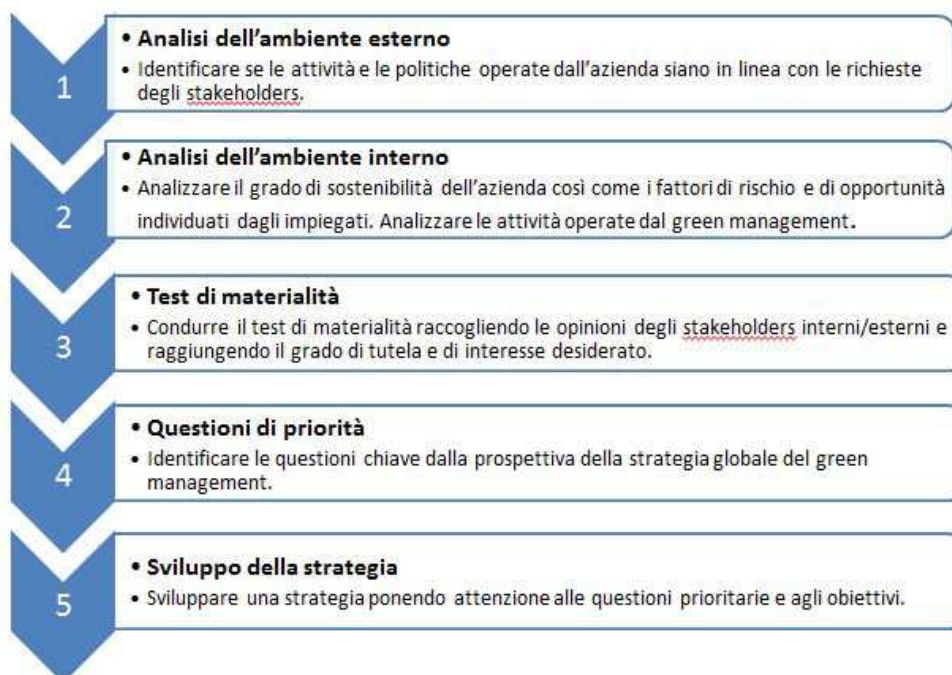 1
• Analisi dell'ambiente esterno
• Identificare se le attività e le politiche operate dall'azienda siano in linea con le richieste
degli stakeholders.
2
• Analisi dell'ambiente interno
• Analizzare il grado di sostenibilità dell'azienda così come i fattori di rischio e di opportunità
individuati dagli impiegati. Analizzare le attività operate dal green management.
3
• Test di materialità
• Condurre il test di materialità raccogliendo le opinioni degli stakeholders interni/esterni e
raggiungendo il grado di tutela e di interesse desiderato.
4
• Questioni di priorità
• Identificare le questioni chiave dalla prospettiva della strategia globale del green
management.
5
• Sviluppo della strategia
• Sviluppare una strategia ponendo attenzione alle questioni prioritarie e agli obiettivi.